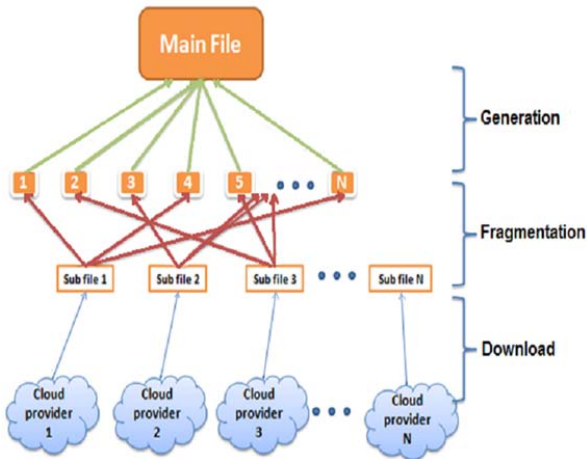 Main File
Generation
1 2 3 4 5 N
Fragmentation
Sub file 1 Sub file 2 Sub file 3 Sub file N
Download
Cloud provider 1
Cloud provider 2
Cloud provider 3
Cloud provider N